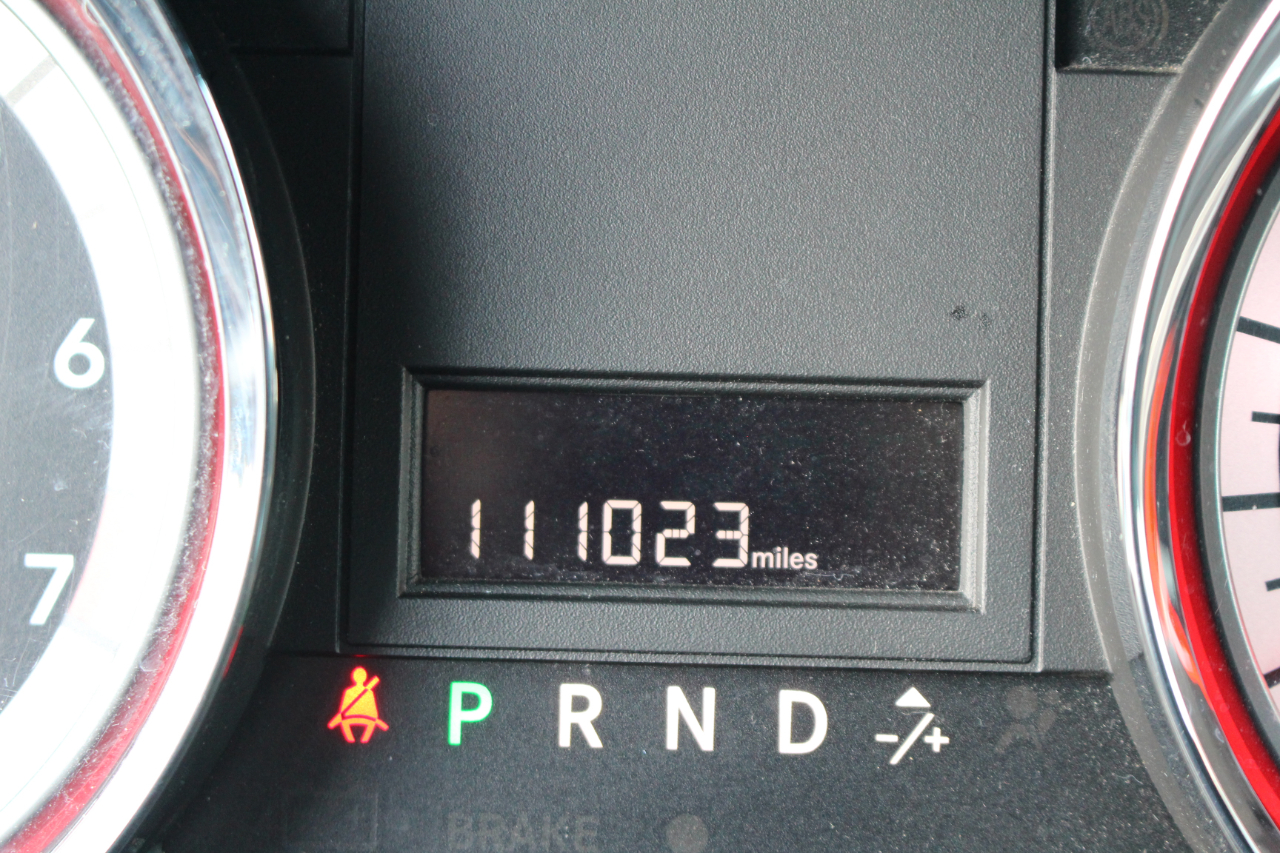 6
7
111023 miles
P R N D -/+
BRAKE